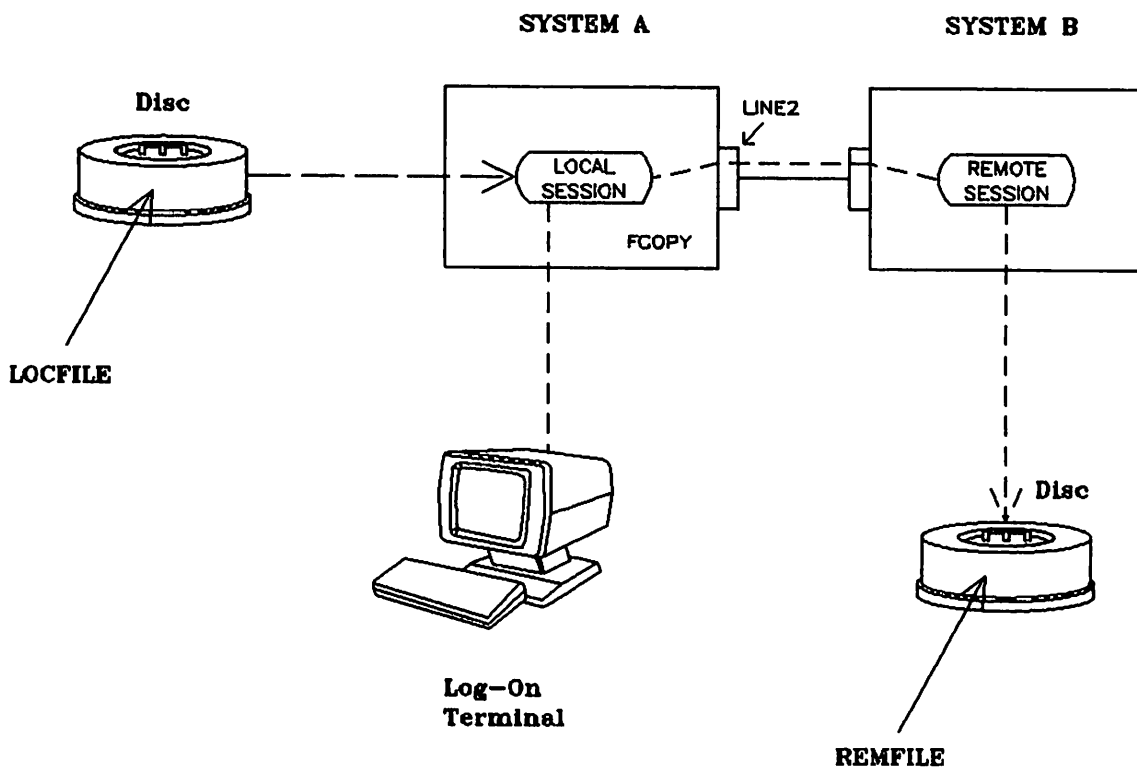 SYSTEM A
SYSTEM B
Disc
LINE2
LOCAL
SESSION
REMOTE
SESSION
FCOPY
LOCFILE
Disc
Log-On
Terminal
REMFILE